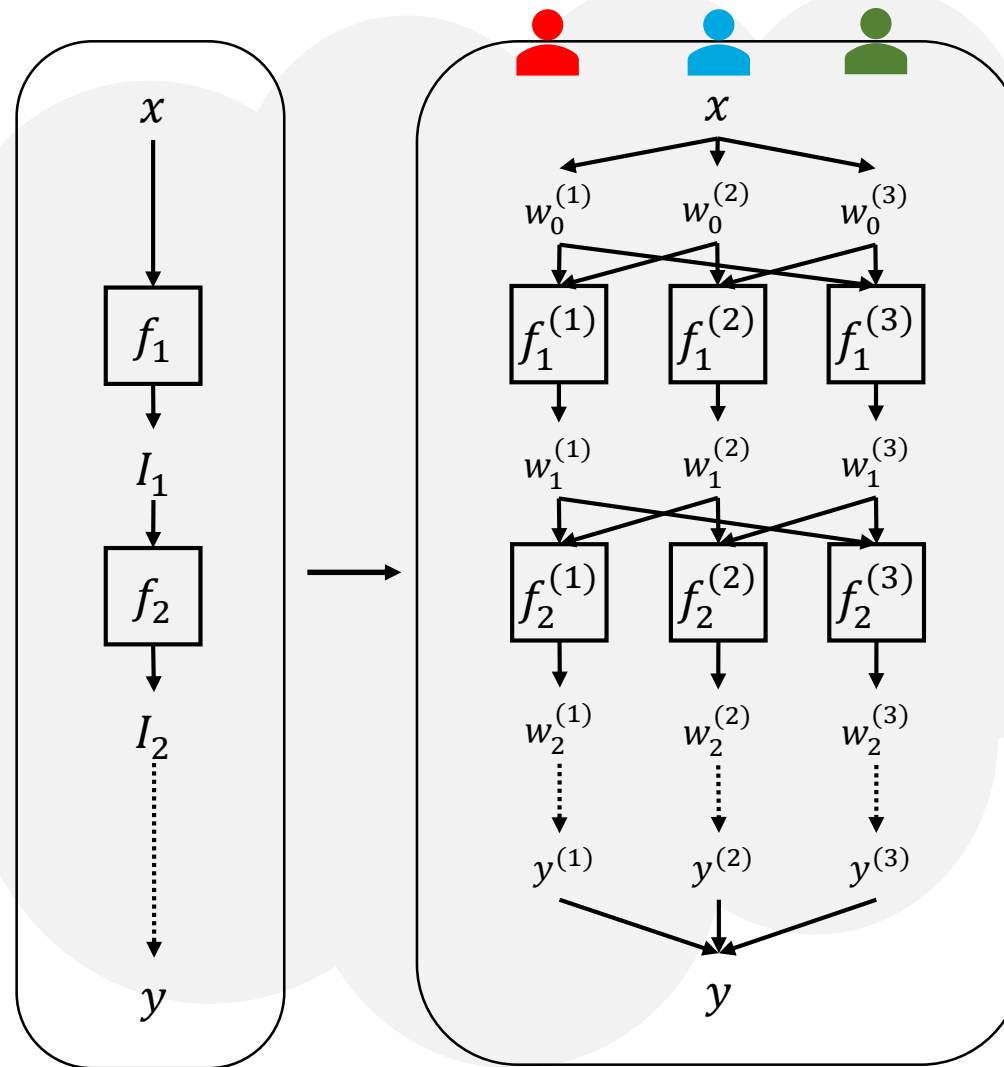 x
f₁
I₁
f₂
I₂
y
x
w₀⁽¹⁾ w₀⁽²⁾ w₀⁽³⁾
f₁⁽¹⁾ f₁⁽²⁾ f₁⁽³⁾
w₁⁽¹⁾ w₁⁽²⁾ w₁⁽³⁾
f₂⁽¹⁾ f₂⁽²⁾ f₂⁽³⁾
w₂⁽¹⁾ w₂⁽²⁾ w₂⁽³⁾
y⁽¹⁾ y⁽²⁾ y⁽³⁾
y